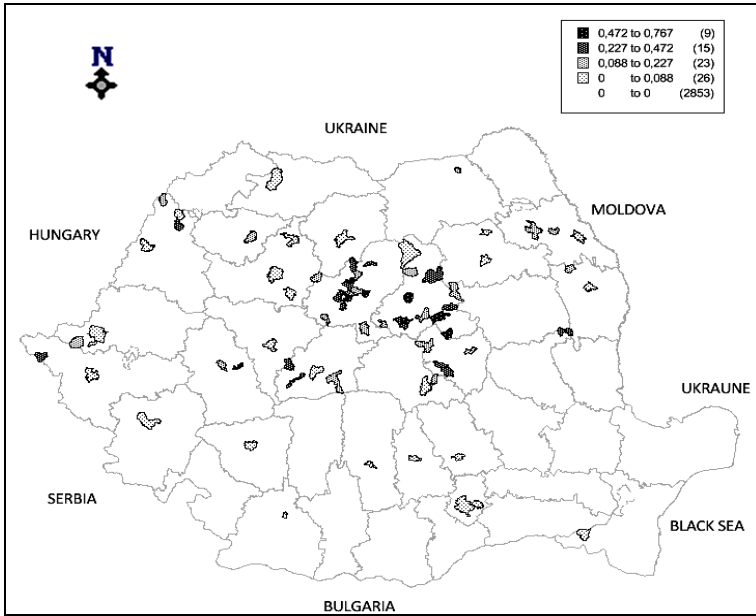 0,472 to 0,767 (9)
0,227 to 0,472 (15)
0,088 to 0,227 (23)
0 to 0,088 (26)
0 to 0 (2853)
N
UKRAINE
MOLDOVA
HUNGARY
UKRAUNE
SERBIA
BLACK SEA
BULGARIA